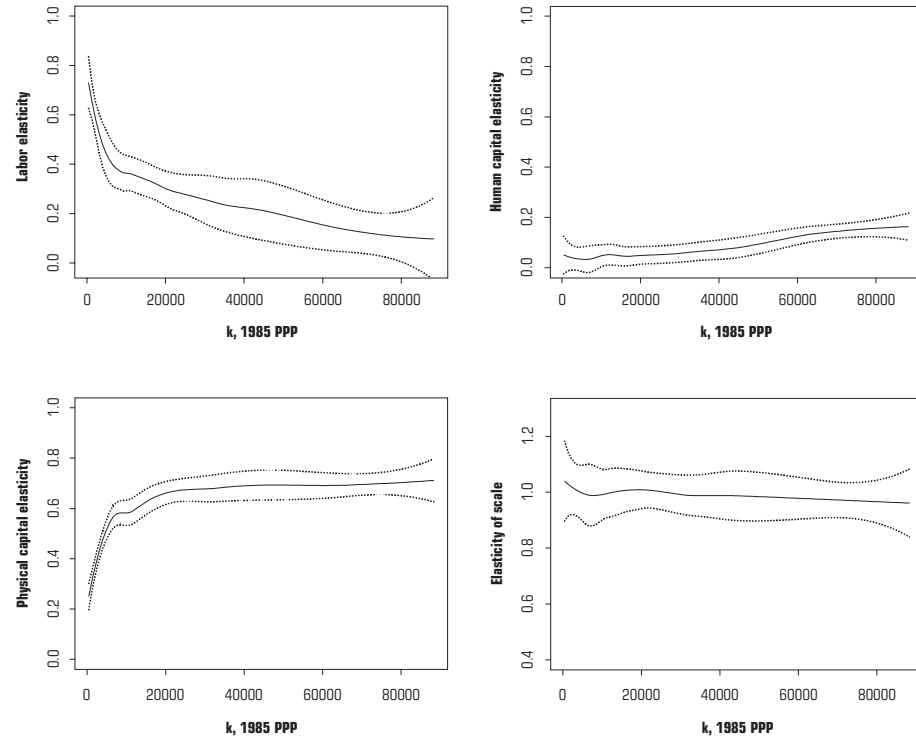 Labor elasticity
0.0 0.2 0.4 0.6 0.8 1.0
0 20000 40000 60000 80000
k, 1985 PPP
Human capital elasticity
0.0 0.2 0.4 0.6 0.8 1.0
0 20000 40000 60000 80000
k, 1985 PPP
Physical capital elasticity
0.0 0.2 0.4 0.6 0.8 1.0
0 20000 40000 60000 80000
k, 1985 PPP
Elasticity of scale
0.4 0.6 0.8 1.0 1.2
0 20000 40000 60000 80000
k, 1985 PPP